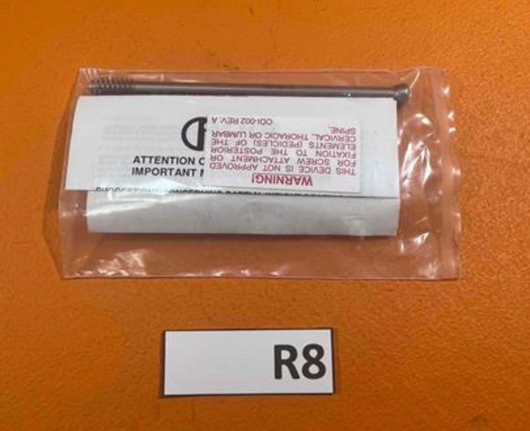 D
ATTENTION
IMPORTANT
WARNING!
THIS DEVICE IS NOT APPROVED
FOR SCREW ATTACHMENT OR
FIXATION TO THE POSTERIOR
ELEMENTS (PEDICLES) OF THE
CERVICAL, THORACIC OR LUMBAR
SPINE.
ODI-002 REV. A
R8